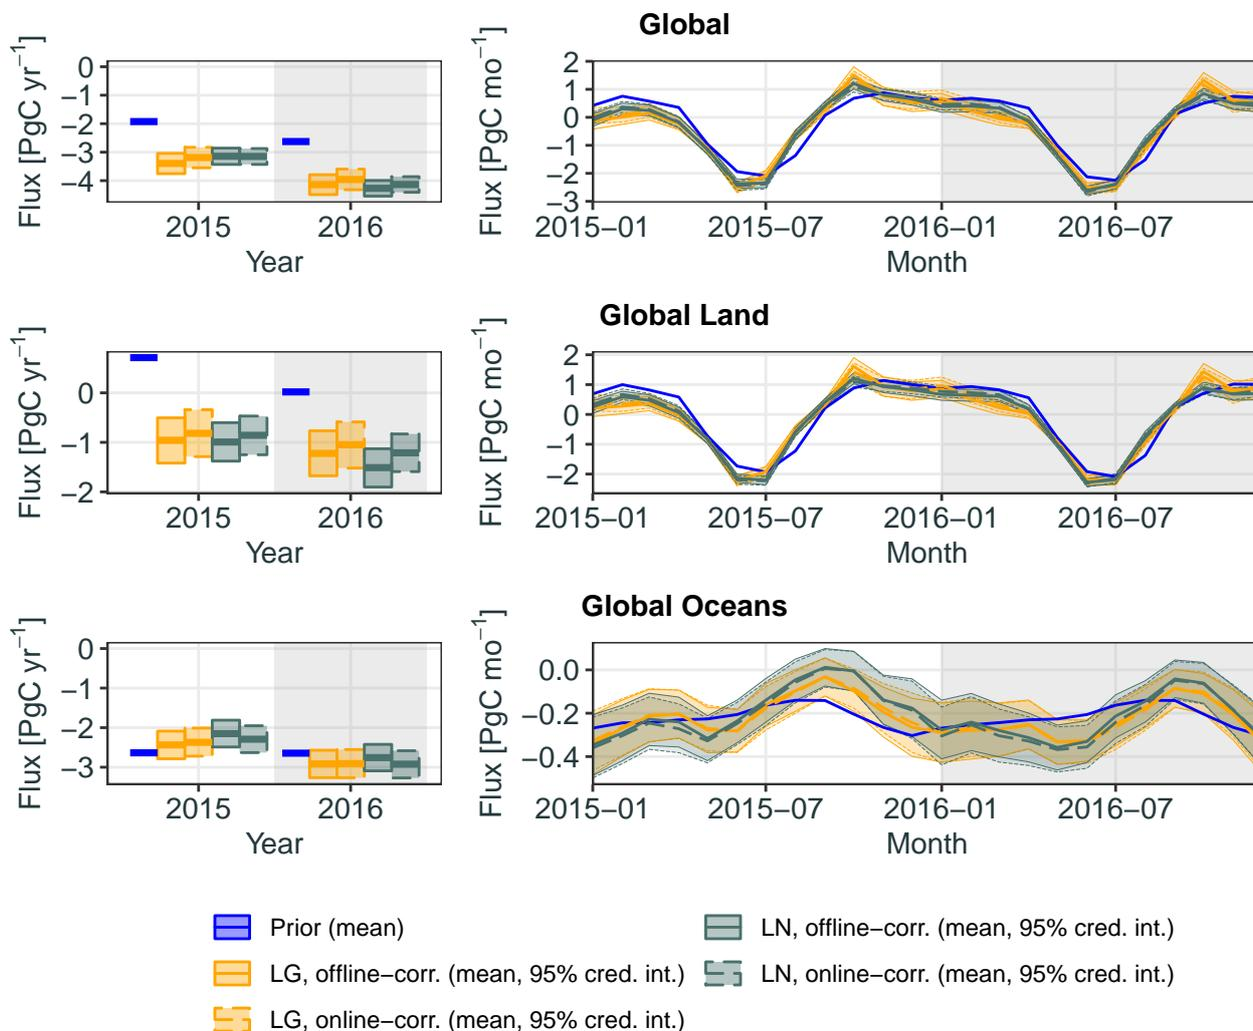 Global
Flux [PgC yr⁻¹]
0
−1
−2
−3
−4
2015
2016
Year
Flux [PgC mo⁻¹]
2
1
0
−1
−2
−3
2015−01
2015−07
2016−01
2016−07
Month
Global Land
Flux [PgC yr⁻¹]
0
−1
−2
2015
2016
Year
Flux [PgC mo⁻¹]
2
1
0
−1
−2
2015−01
2015−07
2016−01
2016−07
Month
Global Oceans
Flux [PgC yr⁻¹]
0
−1
−2
−3
2015
2016
Year
Flux [PgC mo⁻¹]
0.0
−0.2
−0.4
2015−01
2015−07
2016−01
2016−07
Month
Prior (mean)
LG, offline−corr. (mean, 95% cred. int.)
LG, online−corr. (mean, 95% cred. int.)
LN, offline−corr. (mean, 95% cred. int.)
LN, online−corr. (mean, 95% cred. int.)